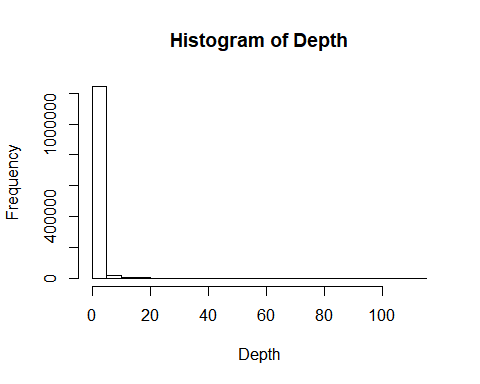 Histogram of Depth
Frequency
1000000
400000
0
0 20 40 60 80 100
Depth